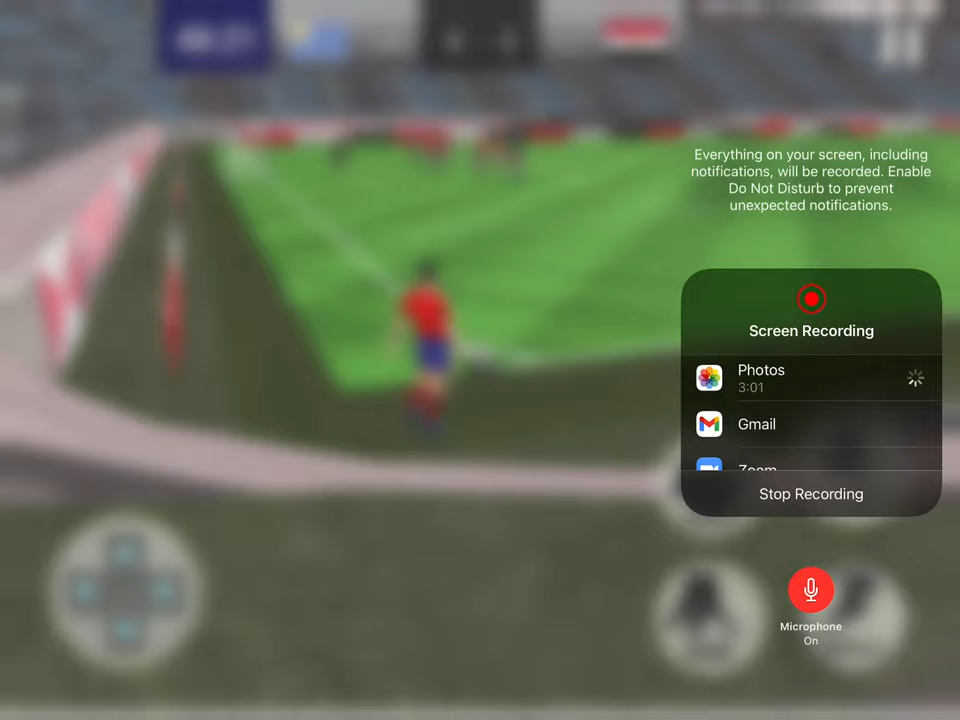 Everything on your screen, including
notifications, will be recorded. Enable
Do Not Disturb to prevent
unexpected notifications.
Screen Recording
Photos
3:01
Gmail
Zoom
Stop Recording
Microphone
On